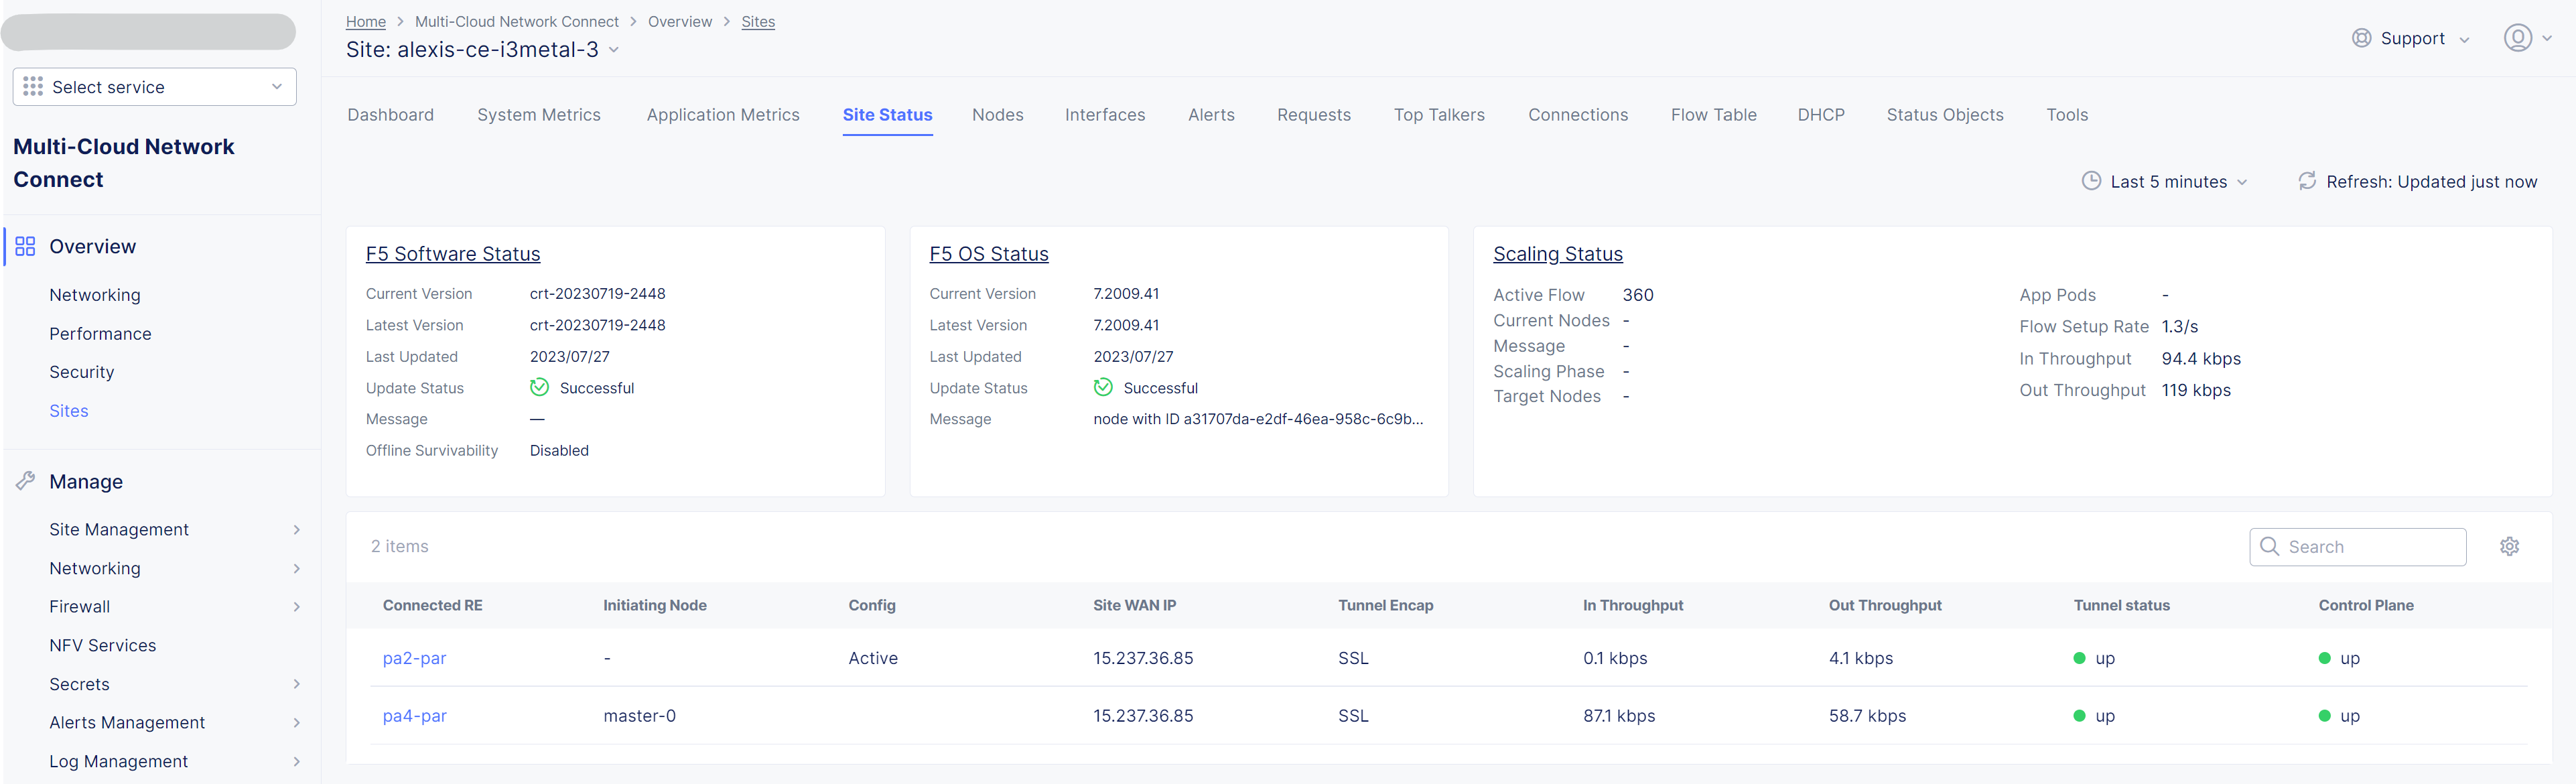 Home > Multi-Cloud Network Connect > Overview > Sites
Site: alexis-ce-i3metal-3
Support
Select service
Multi-Cloud Network
Connect
Overview
Networking
Performance
Security
Sites
Manage
Site Management
Networking
Firewall
NFV Services
Secrets
Alerts Management
Log Management
Dashboard System Metrics Application Metrics Site Status Nodes Interfaces Alerts Requests Top Talkers Connections Flow Table DHCP Status Objects Tools
Last 5 minutes Refresh: Updated just now
F5 Software Status
Current Version crt-20230719-2448
Latest Version crt-20230719-2448
Last Updated 2023/07/27
Update Status Successful
Message —
Offline Survivability Disabled
F5 OS Status
Current Version 7.2009.41
Latest Version 7.2009.41
Last Updated 2023/07/27
Update Status Successful
Message node with ID a31707da-e2df-46ea-958c-6c9b...
Scaling Status
Active Flow 360
Current Nodes -
Message -
Scaling Phase -
Target Nodes -
App Pods -
Flow Setup Rate 1.3/s
In Throughput 94.4 kbps
Out Throughput 119 kbps
2 items
Search
Connected RE Initiating Node Config Site WAN IP Tunnel Encap In Throughput Out Throughput Tunnel status Control Plane
pa2-par - Active 15.237.36.85 SSL 0.1 kbps 4.1 kbps up up
pa4-par master-0 15.237.36.85 SSL 87.1 kbps 58.7 kbps up up